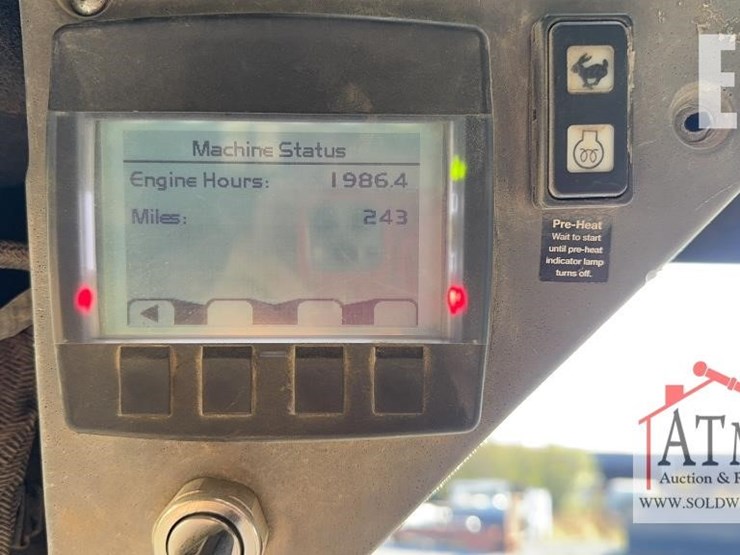 Machine Status
Engine Hours: 1986.4
Miles: 243
Pre-Heat
Wait to start
until pre-heat
indicator lamp
turns off.
E
Auction &
WWW.SOLDW